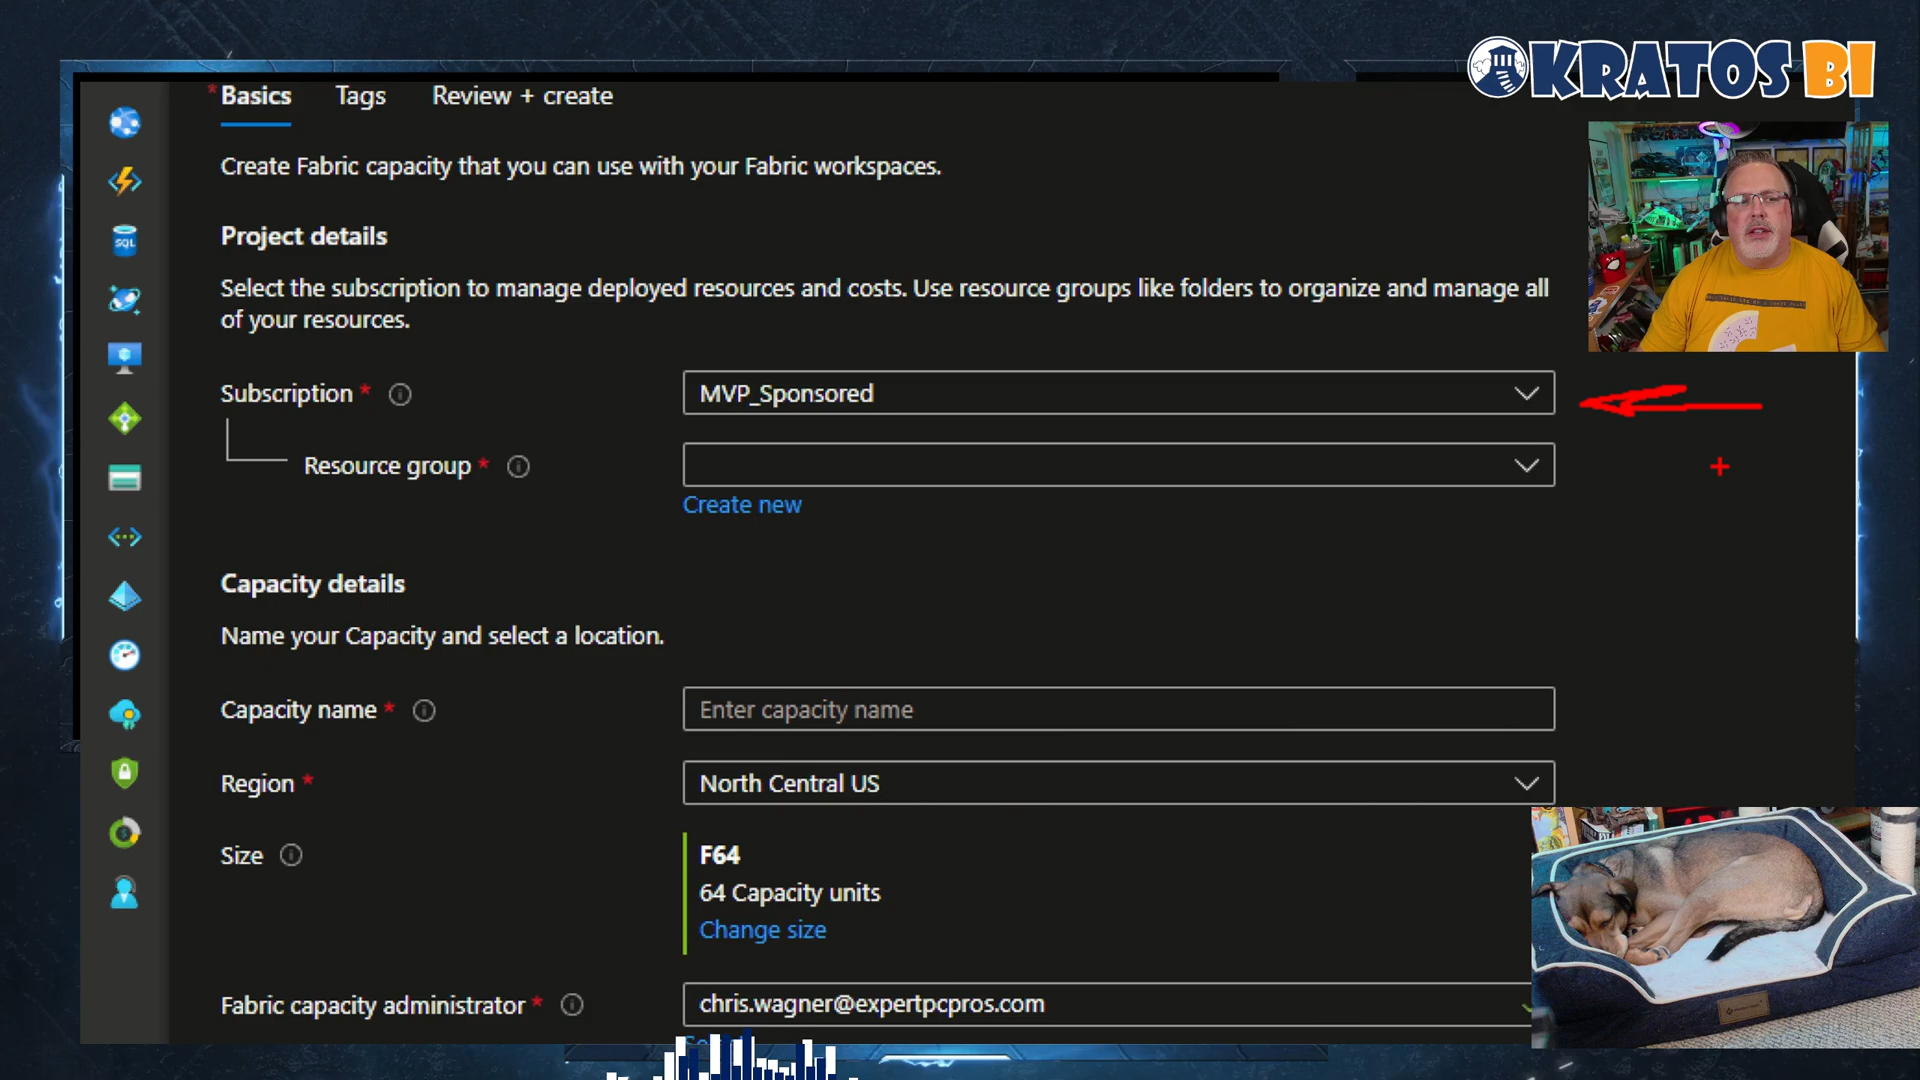 KRATOS BI
* Basics Tags Review + create
Create Fabric capacity that you can use with your Fabric workspaces.
Project details
Select the subscription to manage deployed resources and costs. Use resource groups like folders to organize and manage all
of your resources.
Subscription *
MVP_Sponsored
Resource group *
Create new
Capacity details
Name your Capacity and select a location.
Capacity name *
Enter capacity name
Region *
North Central US
Size
F64
64 Capacity units
Change size
Fabric capacity administrator *
chris.wagner@expertpcpros.com
SQL